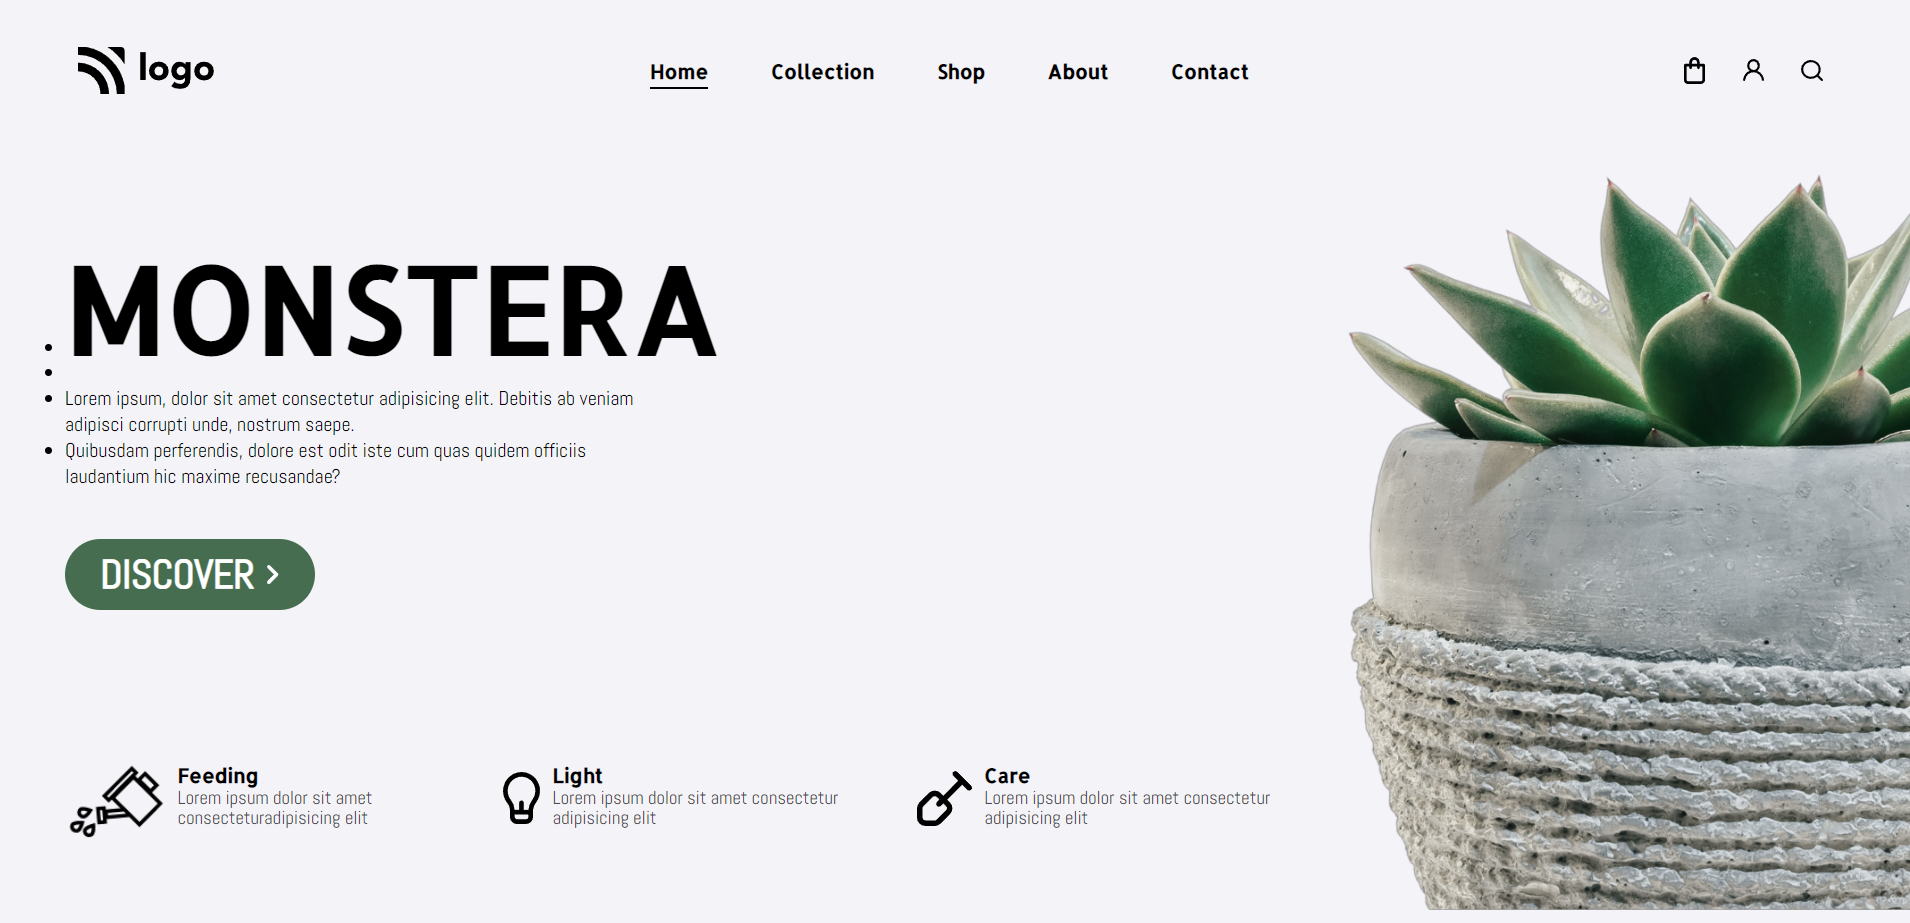 logo
Home Collection Shop About Contact
MONSTERA
Lorem ipsum, dolor sit amet consectetur adipisicing elit. Debitis ab veniam
adipisci corrupti unde, nostrum saepe.
Quibusdam perferendis, dolore est odit iste cum quas quidem officiis
laudantium hic maxime recusandae?
DISCOVER
Feeding
Lorem ipsum dolor sit amet
consecteturadipisicing elit
Light
Lorem ipsum dolor sit amet consectetur
adipisicing elit
Care
Lorem ipsum dolor sit amet consectetur
adipisicing elit